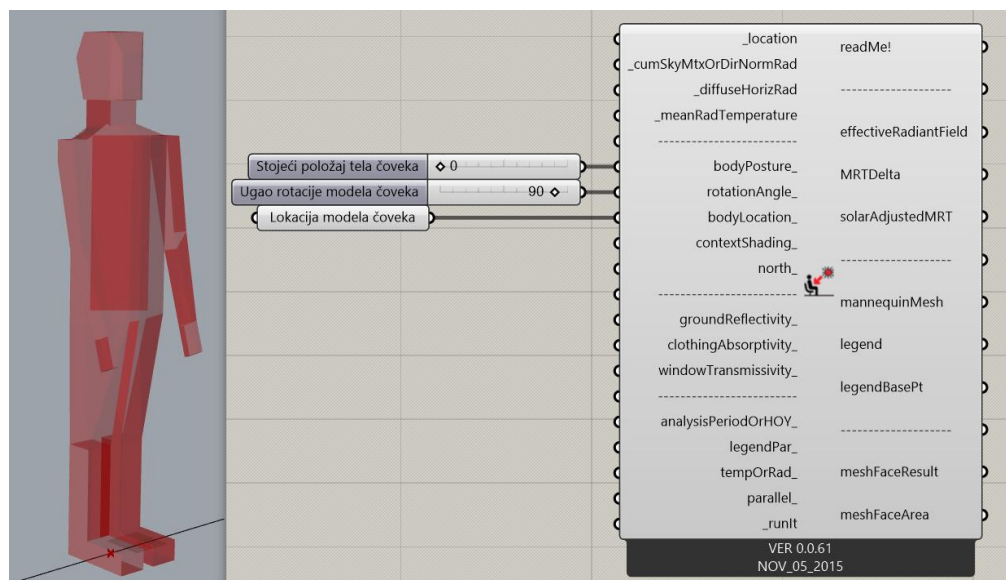 Stojeći položaj tela čoveka 0
Ugao rotacije modela čoveka 90
Lokacija modela čoveka
_location
_cumSkyMtxOrDirNormRad
_diffuseHorizRad
_meanRadTemperature
----------------------
bodyPosture_
rotationAngle_
bodyLocation_
contextShading_
north_
----------------------
groundReflectivity_
clothingAbsorptivity_
windowTransmissivity_
----------------------
analysisPeriodOrHOY_
legendPar_
tempOrRad_
parallel_
_runIt
readMe!
------------------
effectiveRadiantField
MRTDelta
solarAdjustedMRT
------------------
mannequinMesh
legend
legendBasePt
------------------
meshFaceResult
meshFaceArea
VER 0.0.61
NOV_05_2015